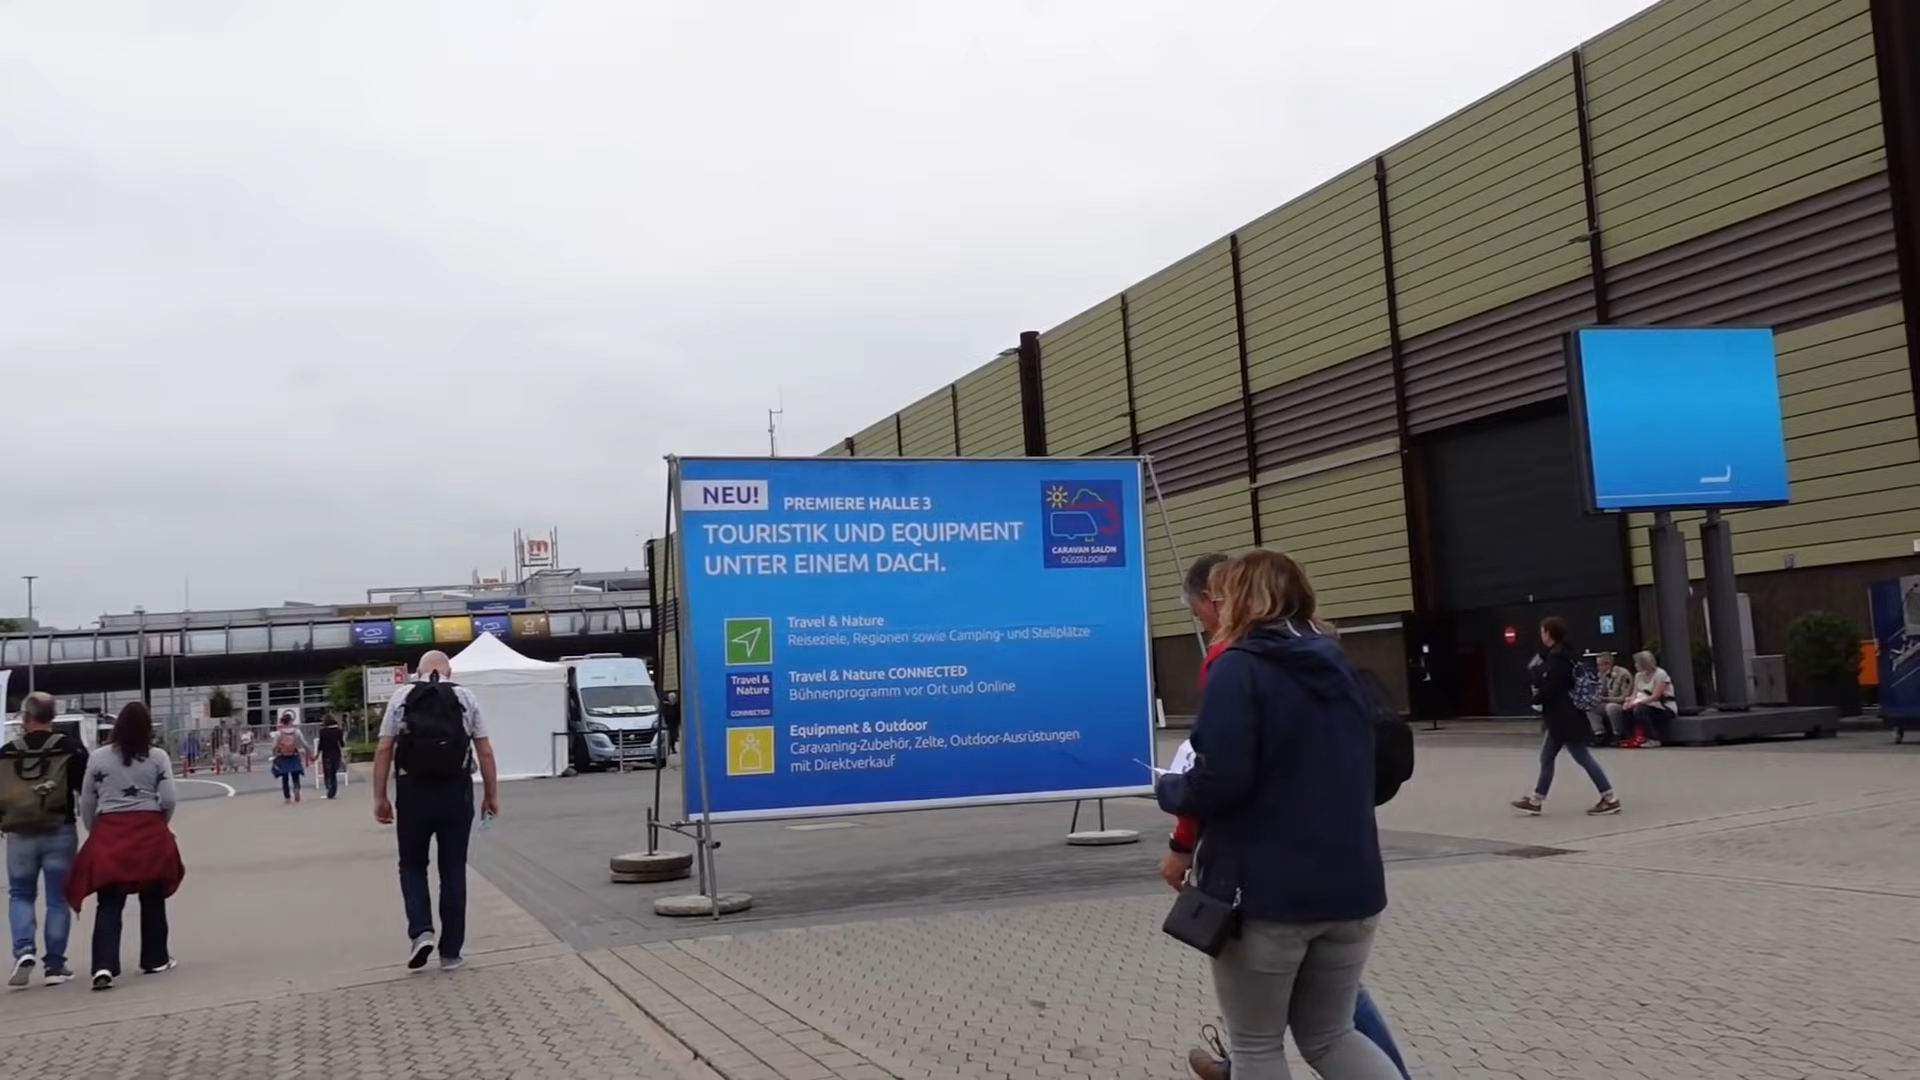 NEU!
PREMIERE HALLE 3
TOURISTIK UND EQUIPMENT
UNTER EINEM DACH.
CARAVAN SALON
DÜSSELDORF
Travel & Nature
Reiseziele, Regionen sowie Camping- und Stellplätze
Travel & Nature CONNECTED
Bühnenprogramm vor Ort und Online
Travel &
Nature
CONNECTED
Equipment & Outdoor
Caravaning-Zubehör, Zelte, Outdoor-Ausrüstungen
mit Direktverkauf